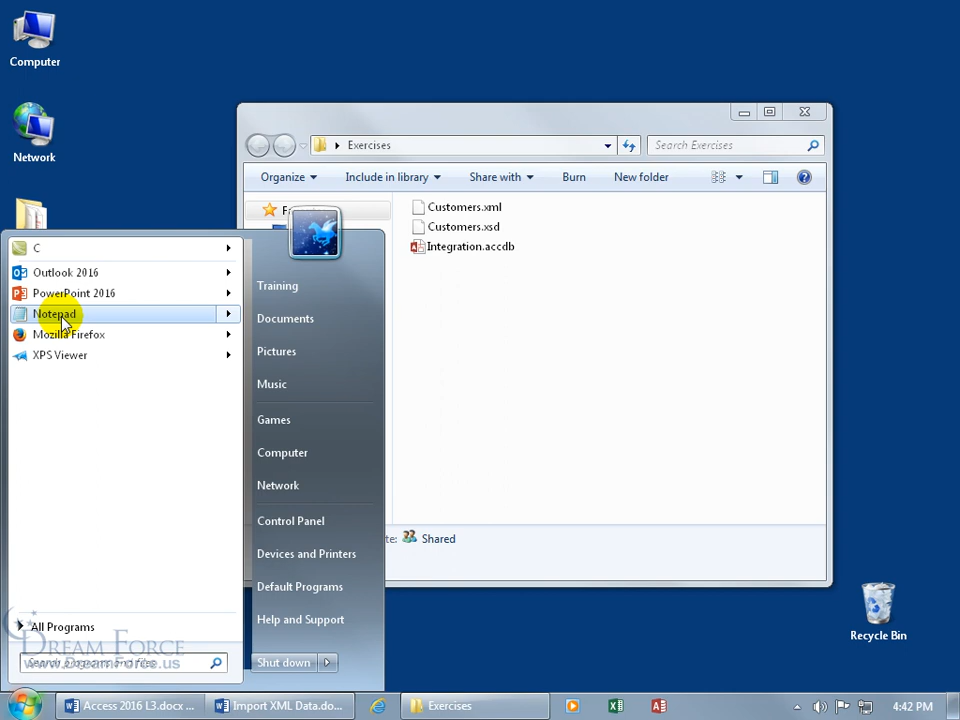 Computer
Network
Exercises
Search Exercises
Organize
Include in library
Share with
Burn
New folder
Customers.xml
Customers.xsd
Integration.accdb
te:
Shared
C
Outlook 2016
PowerPoint 2016
Notepad
Mozilla Firefox
XPS Viewer
All Programs
Search programs and files
Training
Documents
Pictures
Music
Games
Computer
Network
Control Panel
Devices and Printers
Default Programs
Help and Support
Shut down
DREAM FORCE
www.DreamForce.us
Recycle Bin
Access 2016 L3.docx ...
Import XML Data.do...
Exercises
4:42 PM